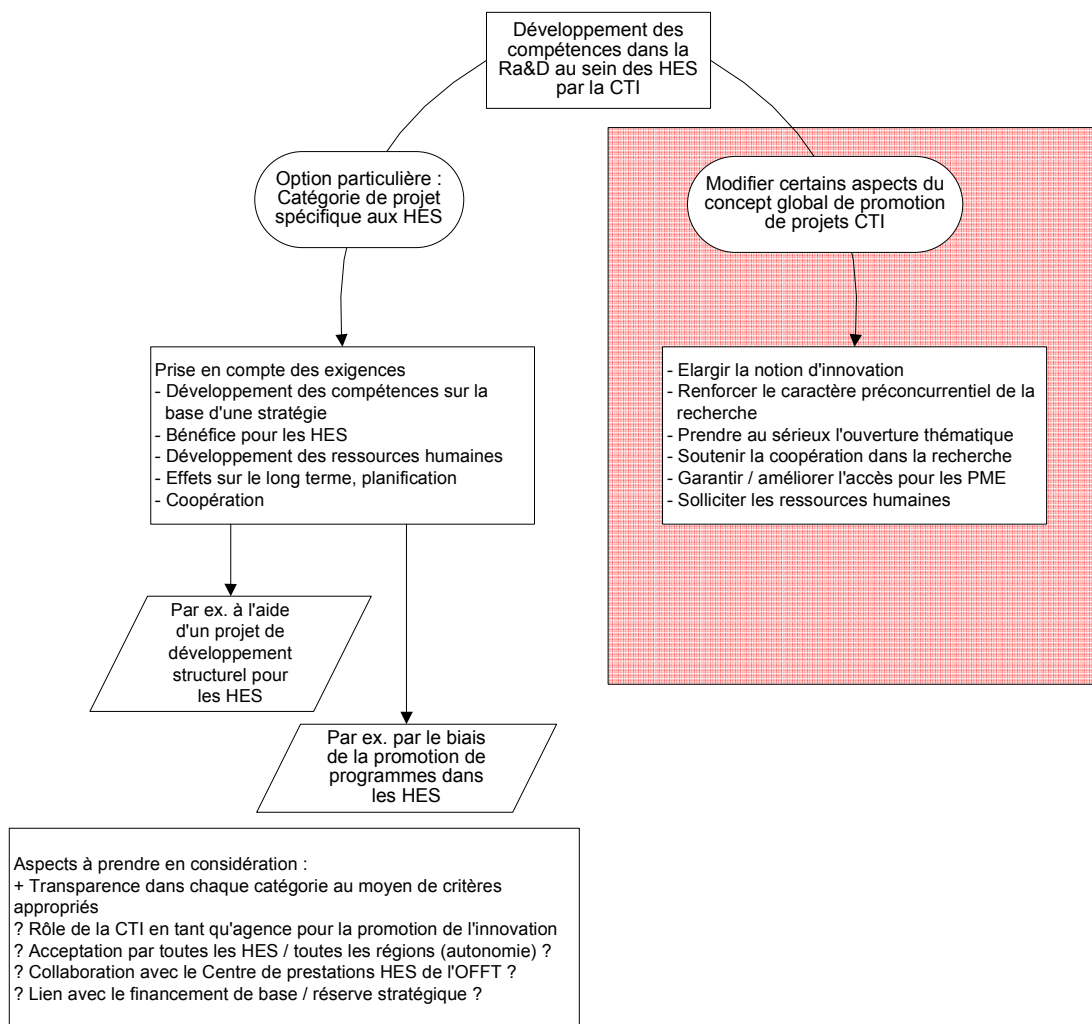 Développement des
compétences dans la
Ra&D au sein des HES
par la CTI
Option particulière :
Catégorie de projet
spécifique aux HES
Modifier certains aspects du
concept global de promotion
de projets CTI
Prise en compte des exigences
- Développement des compétences sur la
base d'une stratégie
- Bénéfice pour les HES
- Développement des ressources humaines
- Effets sur le long terme, planification
- Coopération
- Elargir la notion d'innovation
- Renforcer le caractère préconcurrentiel de la
recherche
- Prendre au sérieux l'ouverture thématique
- Soutenir la coopération dans la recherche
- Garantir / améliorer l'accès pour les PME
- Solliciter les ressources humaines
Par ex. à l'aide
d'un projet de
développement
structurel pour
les HES
Par ex. par le biais
de la promotion de
programmes dans
les HES
Aspects à prendre en considération :
+ Transparence dans chaque catégorie au moyen de critères
appropriés
? Rôle de la CTI en tant qu'agence pour la promotion de l'innovation
? Acceptation par toutes les HES / toutes les régions (autonomie) ?
? Collaboration avec le Centre de prestations HES de l'OFFT ?
? Lien avec le financement de base / réserve stratégique ?